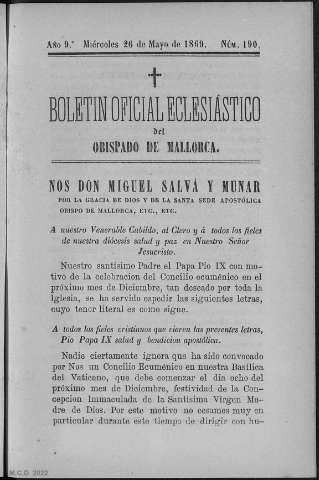 Año 9.° Miércoles 26 de Mayo de 1869. Núm. 190.
BOLETIN OFICIAL ECLESIÁSTICO
del
OBISPADO DE MALLORCA.
NOS DON MIGUEL SALVÁ Y MUNAR
POR LA GRACIA DE DIOS Y DE LA SANTA SEDE APOSTÓLICA
OBISPO DE MALLORCA, ETC., ETC.
A nuestro Venerable Cabildo, al Clero y á todos los fieles
de nuestra diócesis salud y paz en Nuestro Señor
Jesucristo.
Nuestro santísimo Padre el Papa Pio IX con mo-
tivo de la celebracion del Concilio ecuménico en el
próximo mes de Diciembre, tan deseado por toda la
Iglesia, se ha servido espedir las siguientes letras,
cuyo tenor literal es como sigue.
A todos los fieles cristianos que vieren las presentes letras,
Pio Papa IX salud y bendicion apostólica.
Nadie ciertamente ignora que ha sido convocado
por Nos un Concilio Ecuménico en nuestra Basílica
del Vaticano, que debe comenzar el dia ocho del
próximo mes de Diciembre, festividad de la Con-
cepcion Inmaculada de la Santísima Vírgen Ma-
dre de Dios. Por este motivo no cesamos muy en
particular durante este tiempo de dirigir con hu-
M.C.D. 2022